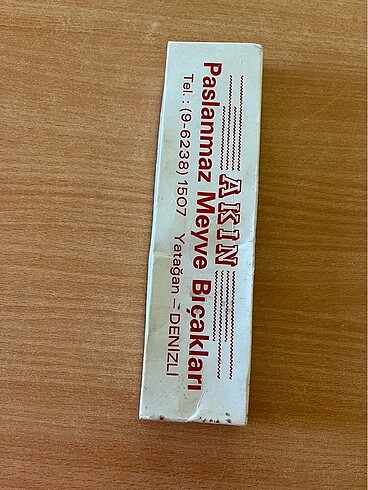 AKIN
Paslanmaz Meyve Bıçakları
Tel.: (9-6238) 1507 Yatağan – DENİZLİ